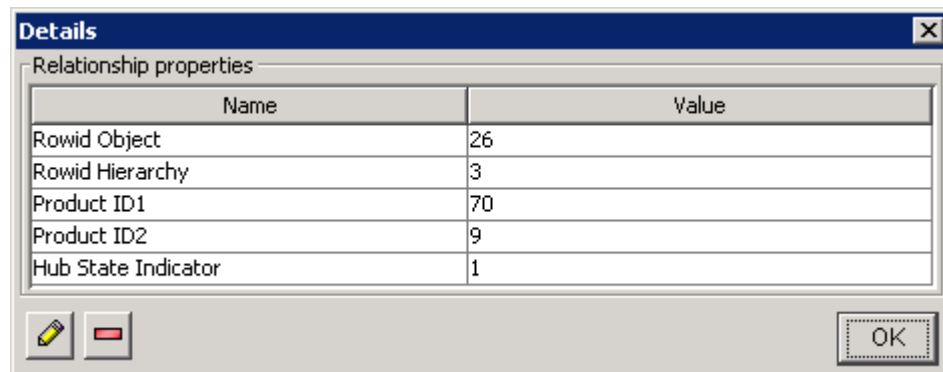 Details
Relationship properties
Name Value
Rowid Object 26
Rowid Hierarchy 3
Product ID1 70
Product ID2 9
Hub State Indicator 1
OK